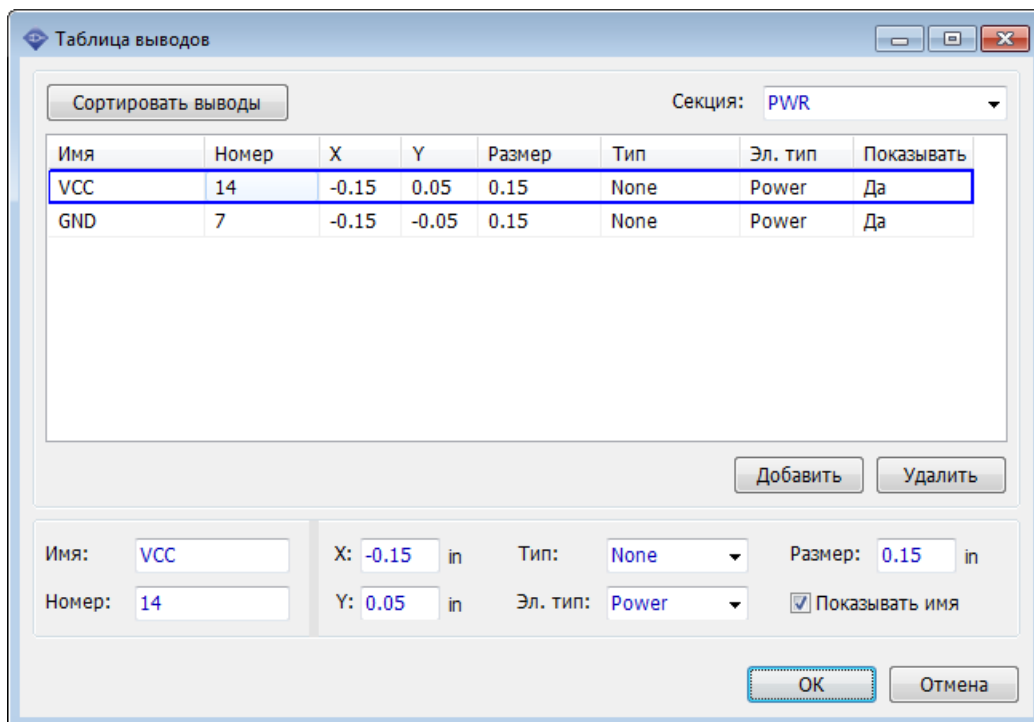 Таблица выводов
Сортировать выводы Секция: PWR
Имя Номер X Y Размер Тип Эл. тип Показывать
VCC 14 -0.15 0.05 0.15 None Power Да
GND 7 -0.15 -0.05 0.15 None Power Да
Добавить Удалить
Имя: VCC X: -0.15 in Тип: None Размер: 0.15 in
Номер: 14 Y: 0.05 in Эл. тип: Power Показывать имя
OK Отмена